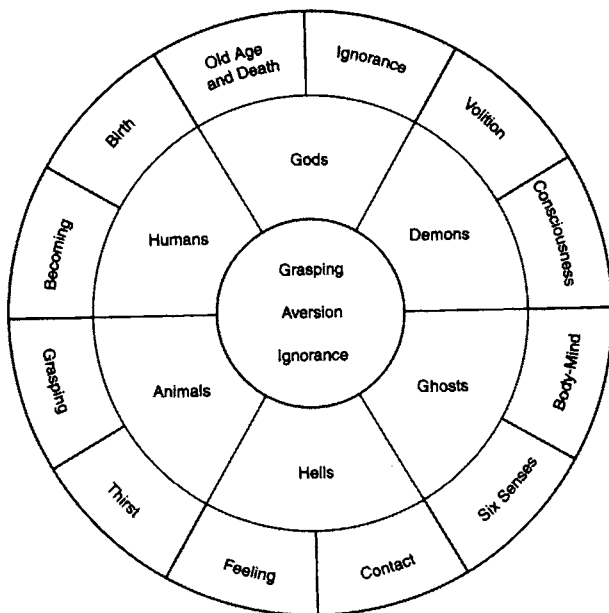 Old Age
and Death
Ignorance
Volition
Consciousness
Body-Mind
Six Senses
Contact
Feeling
Thirst
Grasping
Becoming
Birth
Gods
Demons
Ghosts
Hells
Animals
Humans
Grasping
Aversion
Ignorance